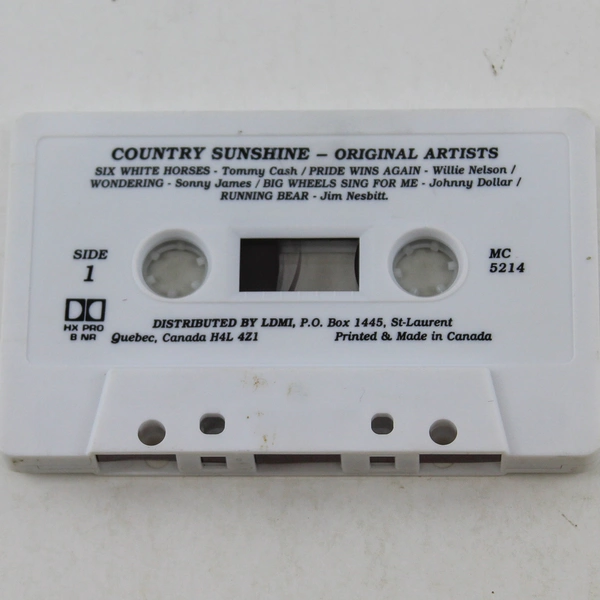 COUNTRY SUNSHINE – ORIGINAL ARTISTS
SIX WHITE HORSES - Tommy Cash / PRIDE WINS AGAIN - Willie Nelson /
WONDERING - Sonny James / BIG WHEELS SING FOR ME - Johnny Dollar /
RUNNING BEAR - Jim Nesbitt.
SIDE
1
MC
5214
HX PRO
B NR
DISTRIBUTED BY LDMI, P.O. Box 1445, St-Laurent
Quebec, Canada H4L 4Z1 Printed & Made in Canada